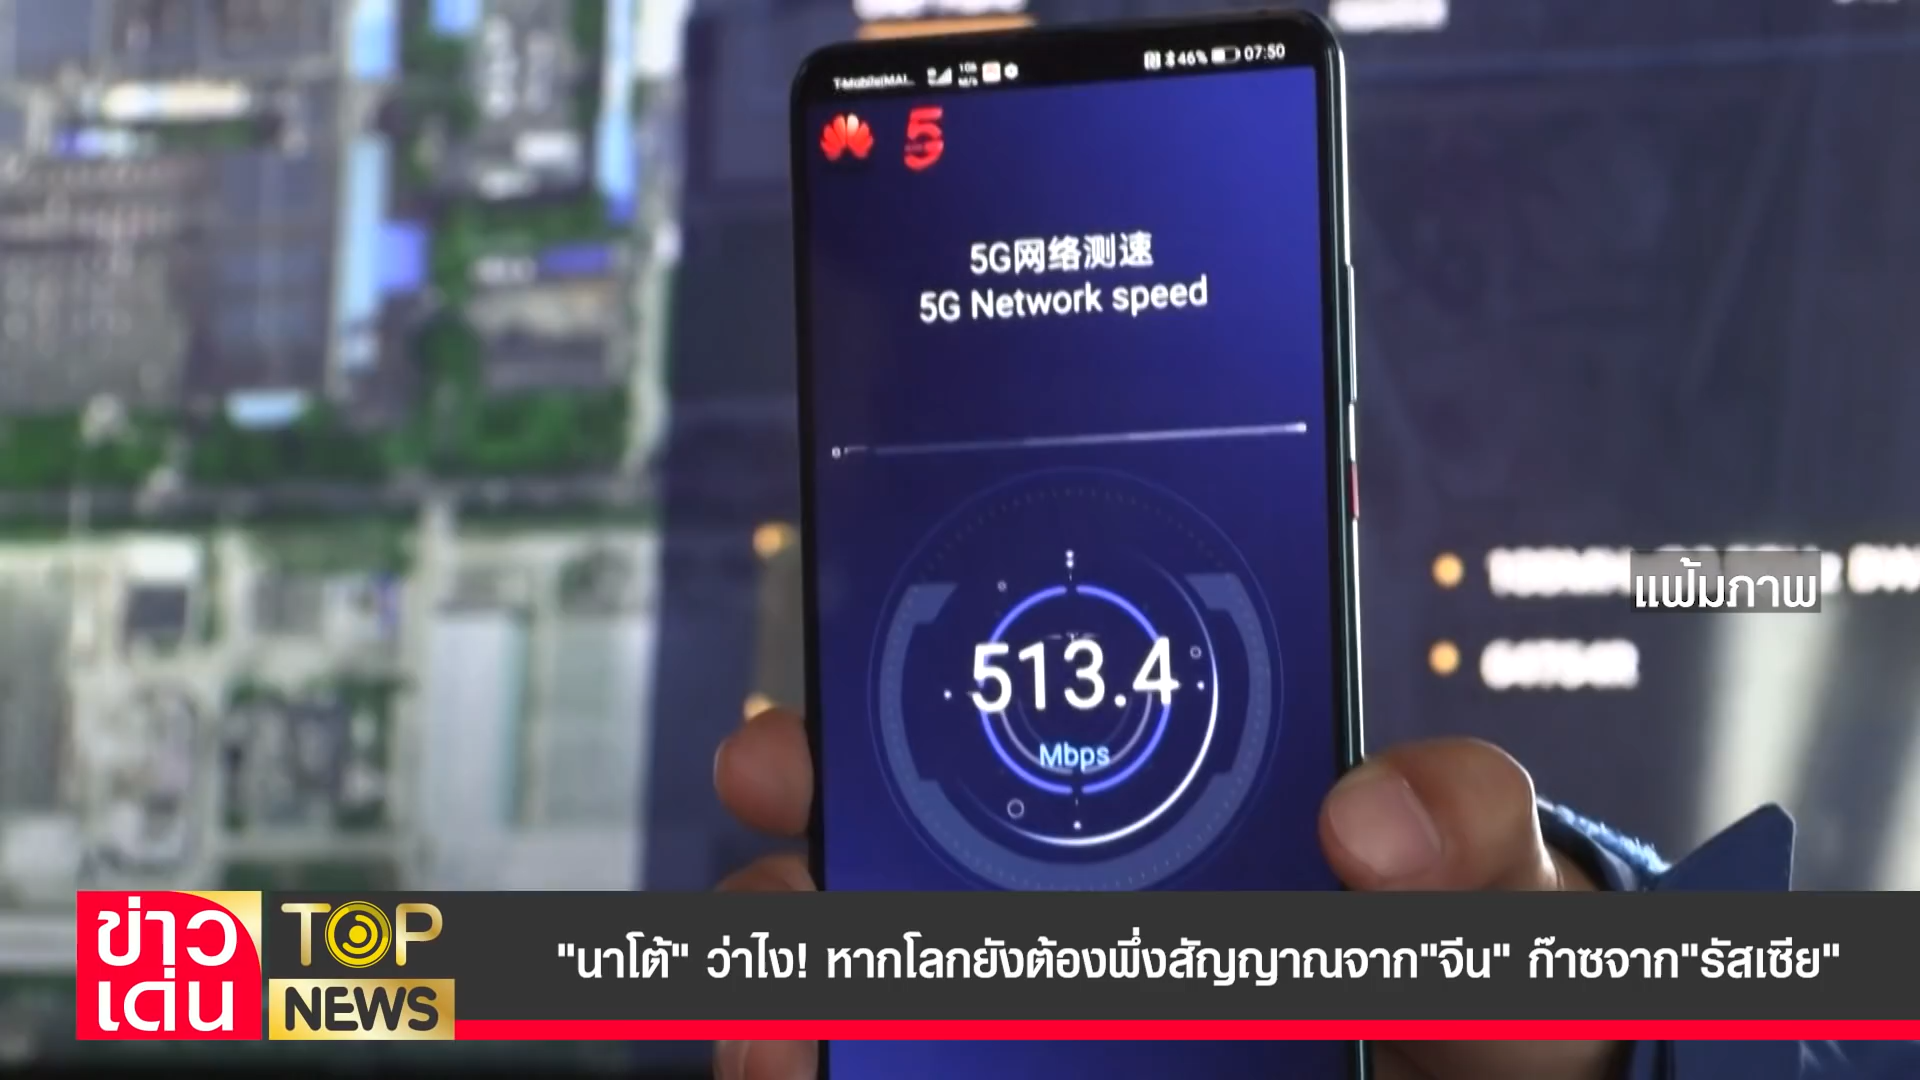 46% 07:50
5G
5G网络测速
5G Network speed
513.4
Mbps
แฟ้มภาพ
ข่าว
เด่น
TOP
NEWS
"นาโต้" ว่าไง! หากโลกยังต้องพึ่งสัญญาณจาก"จีน" ก๊าซจาก"รัสเซีย"